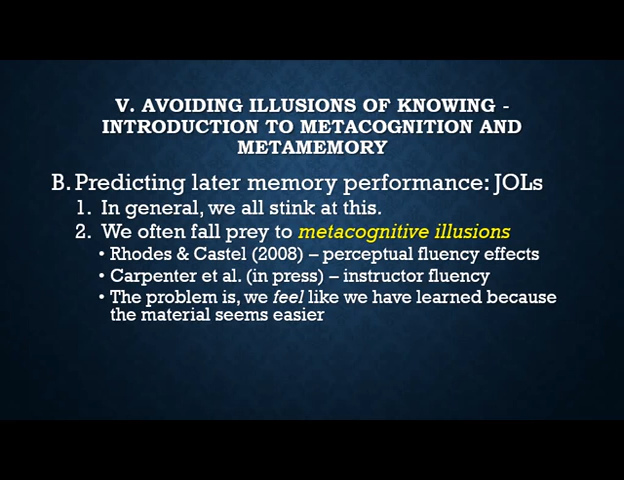 V. AVOIDING ILLUSIONS OF KNOWING -
INTRODUCTION TO METACOGNITION AND
METAMEMORY
B. Predicting later memory performance: JOLs
1. In general, we all stink at this.
2. We often fall prey to metacognitive illusions
• Rhodes & Castel (2008) – perceptual fluency effects
• Carpenter et al. (in press) – instructor fluency
• The problem is, we feel like we have learned because
the material seems easier